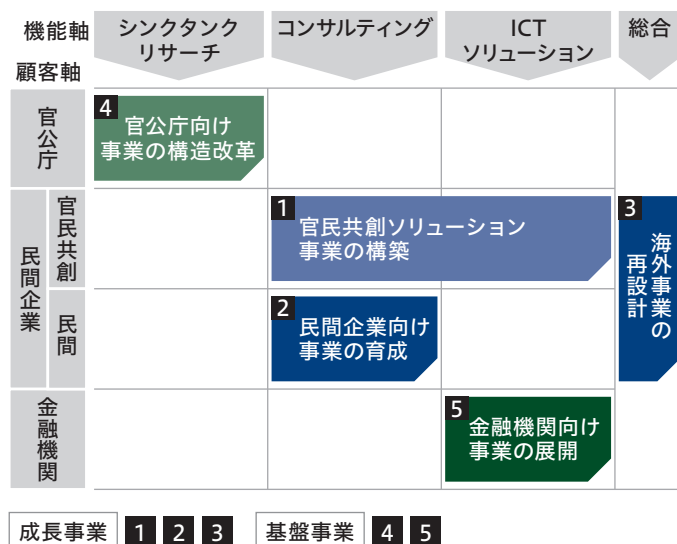 機能軸
顧客軸
シンクタンク
リサーチ
コンサルティング
ICT
ソリューション
総合
官公庁
4
官公庁向け
事業の構造改革
民間企業
官民共創
1
官民共創ソリューション
事業の構築
3
海外事業の
再設計
民間
2
民間企業向け
事業の育成
金融機関
5
金融機関向け
事業の展開
成長事業 1 2 3 基盤事業 4 5